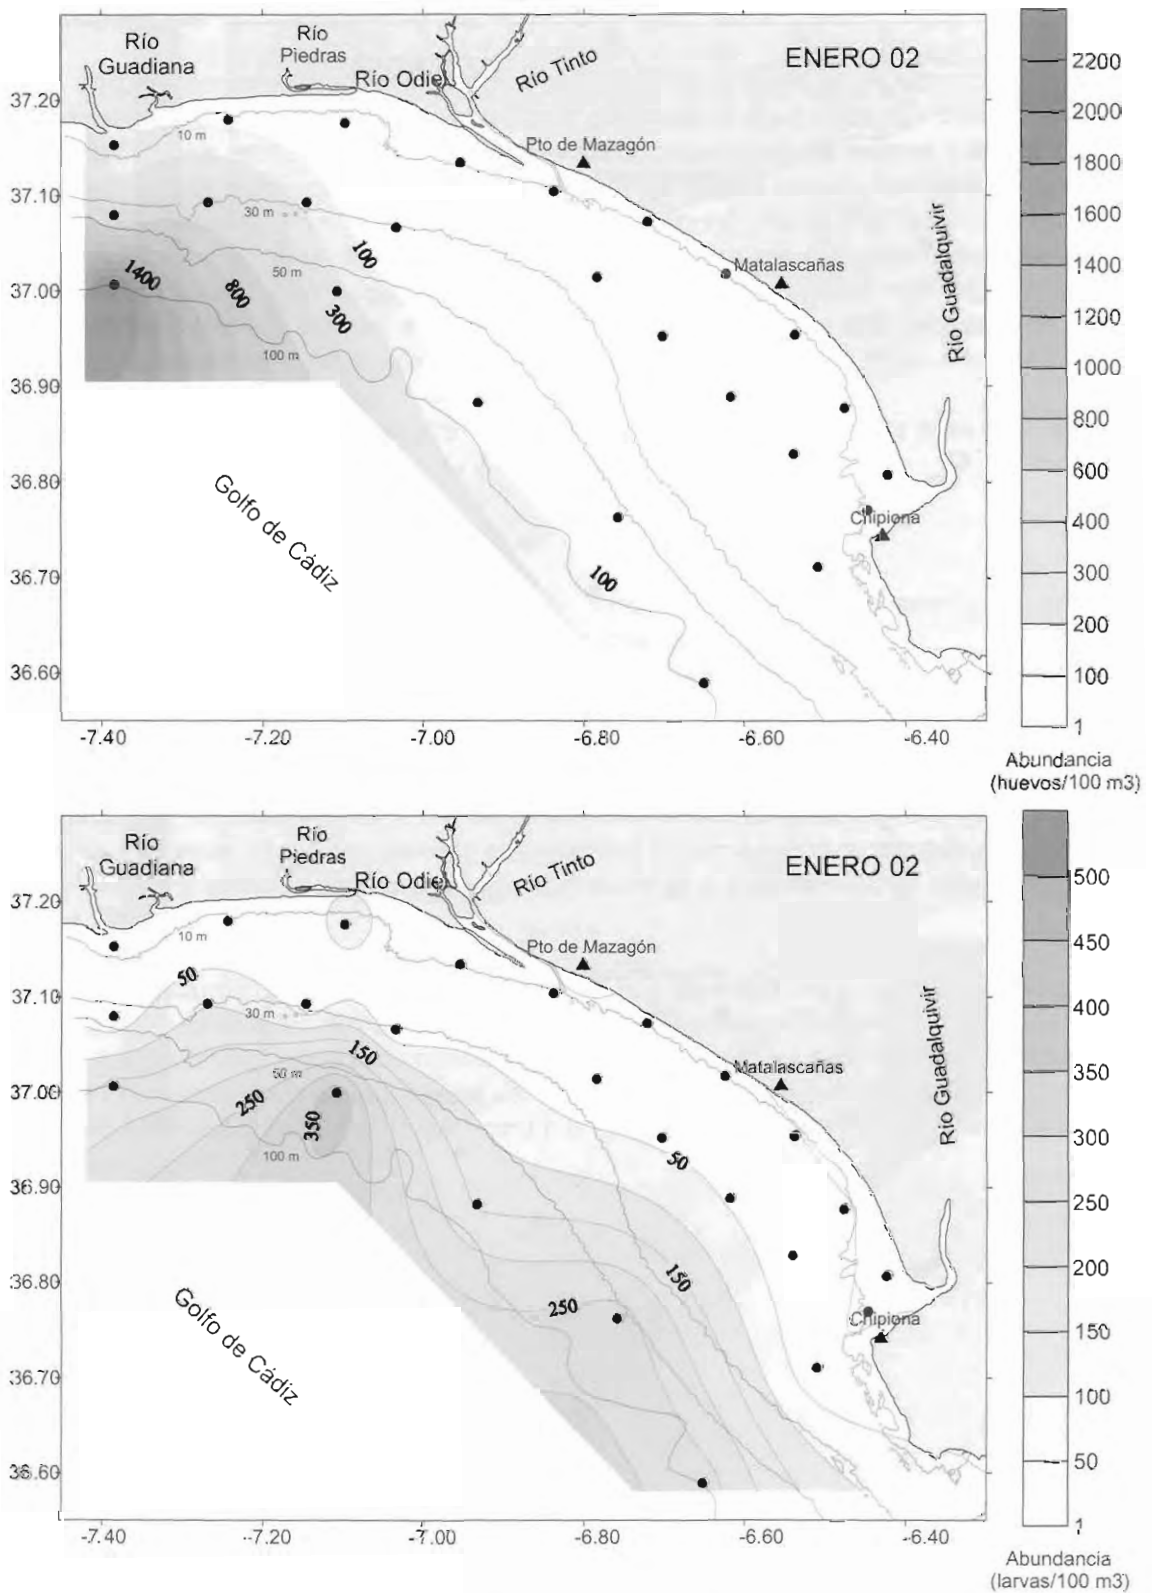 Río
Guadiana
Río
Piedras
Río Odiel
Río Tinto
ENERO 02
Pto de Mazagón
Matalascañas
Río Guadalquivir
Chipiona
Golfo de Cádiz
10 m
30 m
50 m
100 m
100
1400
800
300
100
37.20
37.10
37.00
36.90
36.80
36.70
36.60
-7.40
-7.20
-7.00
-6.80
-6.60
-6.40
2200
2000
1800
1600
1400
1200
1000
800
600
400
300
200
100
1
Abundancia
(huevos/100 m3)
Río
Guadiana
Río
Piedras
Río Odiel
Río Tinto
ENERO 02
Pto de Mazagón
Matalascañas
Río Guadalquivir
Chipiona
Golfo de Cádiz
10 m
30 m
50 m
100 m
50
150
250
350
50
150
250
37.20
37.10
37.00
36.90
36.80
36.70
36.60
-7.40
-7.20
-7.00
-6.80
-6.60
-6.40
500
450
400
350
300
250
200
150
100
50
1
Abundancia
(larvas/100 m3)